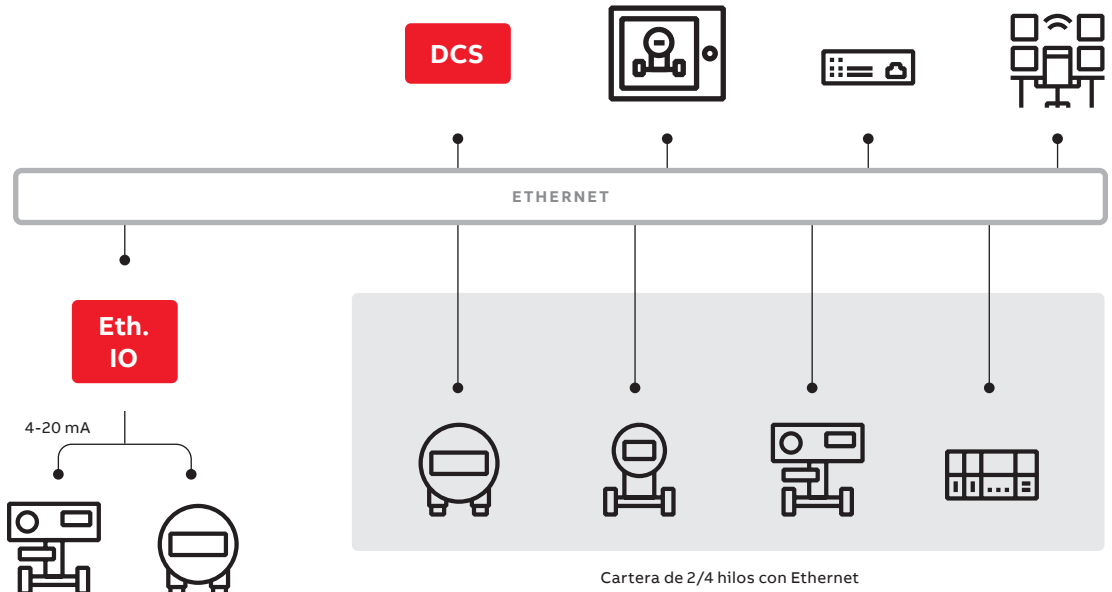 DCS
ETHERNET
Eth.
IO
4-20 mA
Cartera de 2/4 hilos con Ethernet